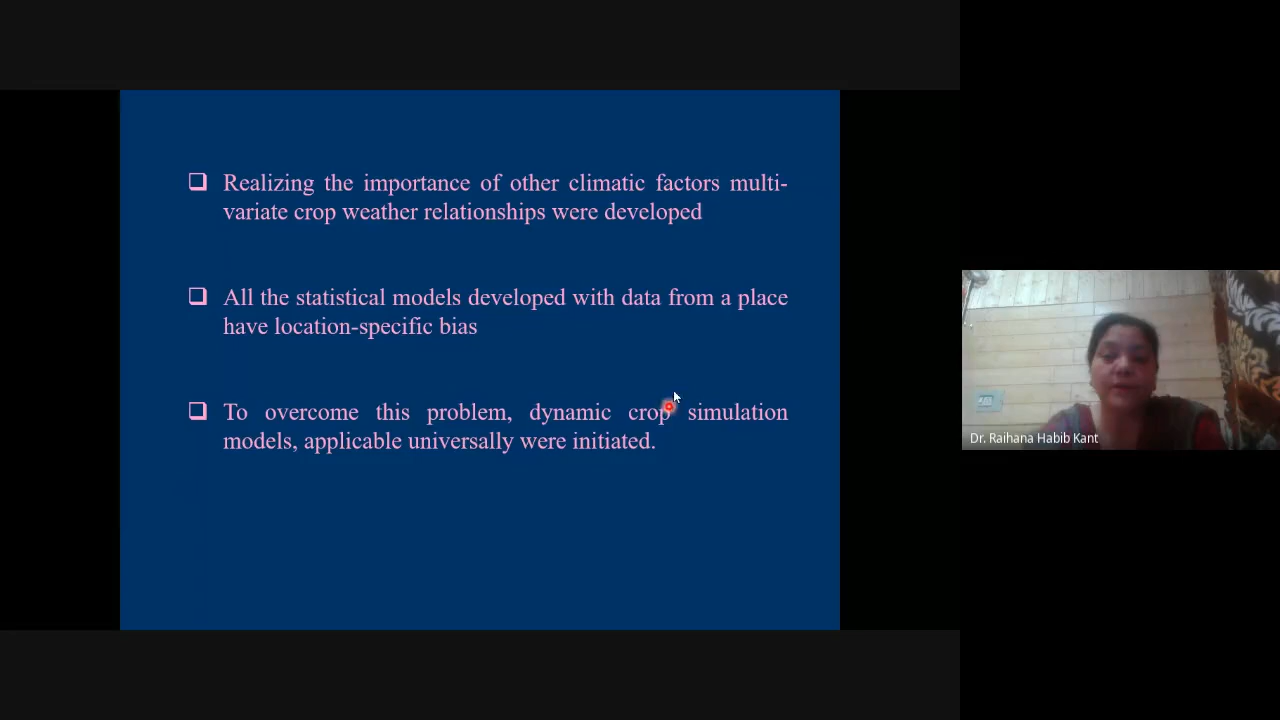 Realizing the importance of other climatic factors multi-
variate crop weather relationships were developed
All the statistical models developed with data from a place
have location-specific bias
To overcome this problem, dynamic crop simulation
models, applicable universally were initiated.
Dr. Raihana Habib Kant